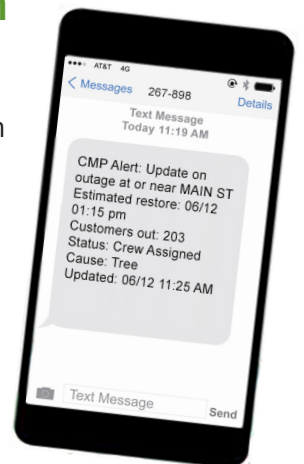 n
n
AT&T 4G
Messages 267-898 Details
Text Message
Today 11:19 AM
CMP Alert: Update on
outage at or near MAIN ST
Estimated restore: 06/12
01:15 pm
Customers out: 203
Status: Crew Assigned
Cause: Tree
Updated: 06/12 11:25 AM
Text Message Send